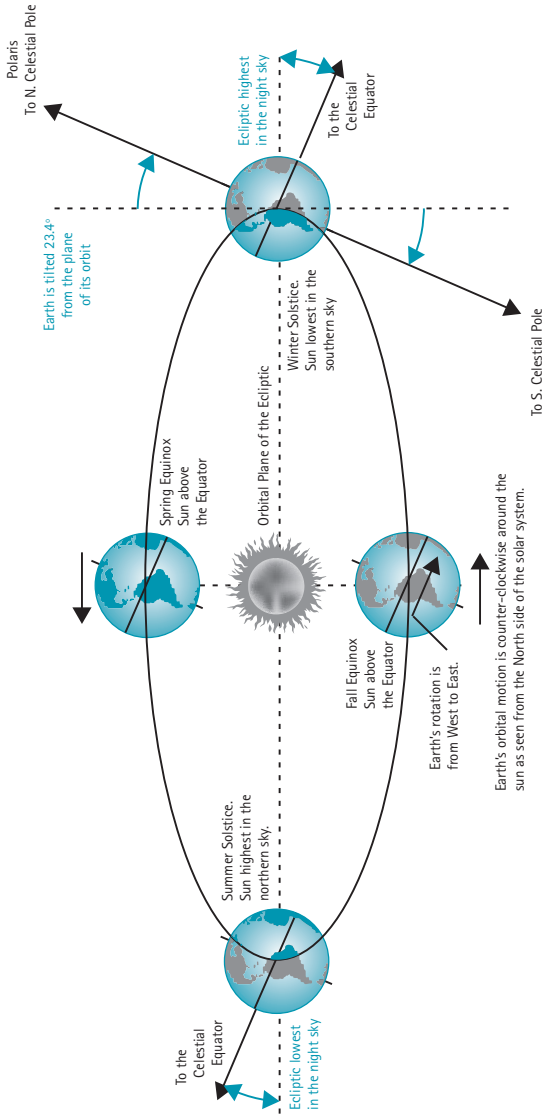 Polaris
To N. Celestial Pole
Earth is tilted 23.4°
from the plane
of its orbit
Spring Equinox
Sun above
the Equator
To the
Celestial
Equator
Summer Solstice.
Sun highest in the
northern sky.
Ecliptic highest
in the night sky
Orbital Plane of the Ecliptic
Ecliptic lowest
in the night sky
Winter Solstice.
Sun lowest in the
southern sky
To the
Celestial
Equator
Fall Equinox
Sun above
the Equator
Earth's rotation is
from West to East.
Earth's orbital motion is counter-clockwise around the
sun as seen from the North side of the solar system.
To S. Celestial Pole